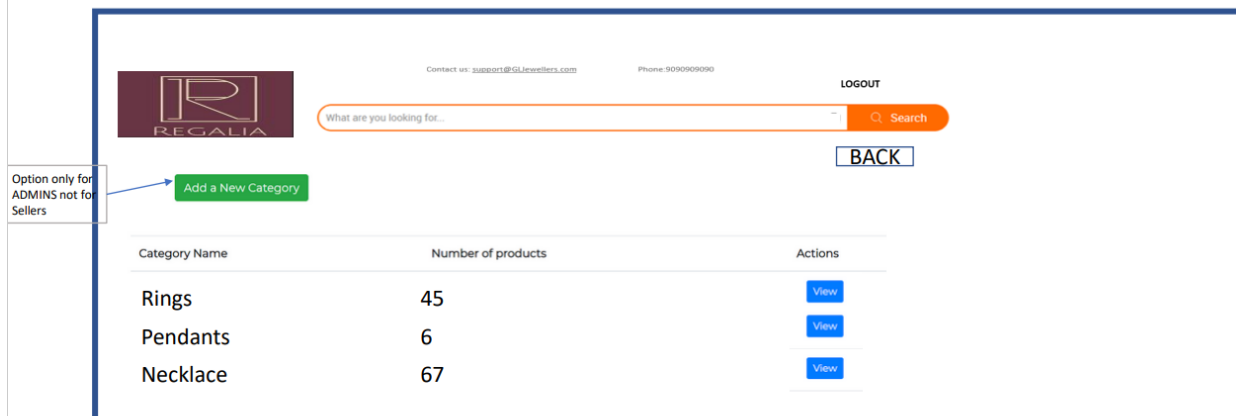 Contact us: support@GLJewellers.com Phone:9090909090
LOGOUT
REGALIA
What are you looking for...
Search
BACK
Option only for
ADMINS not for
Sellers
Add a New Category
Category Name Number of products Actions
Rings 45 View
Pendants 6 View
Necklace 67 View